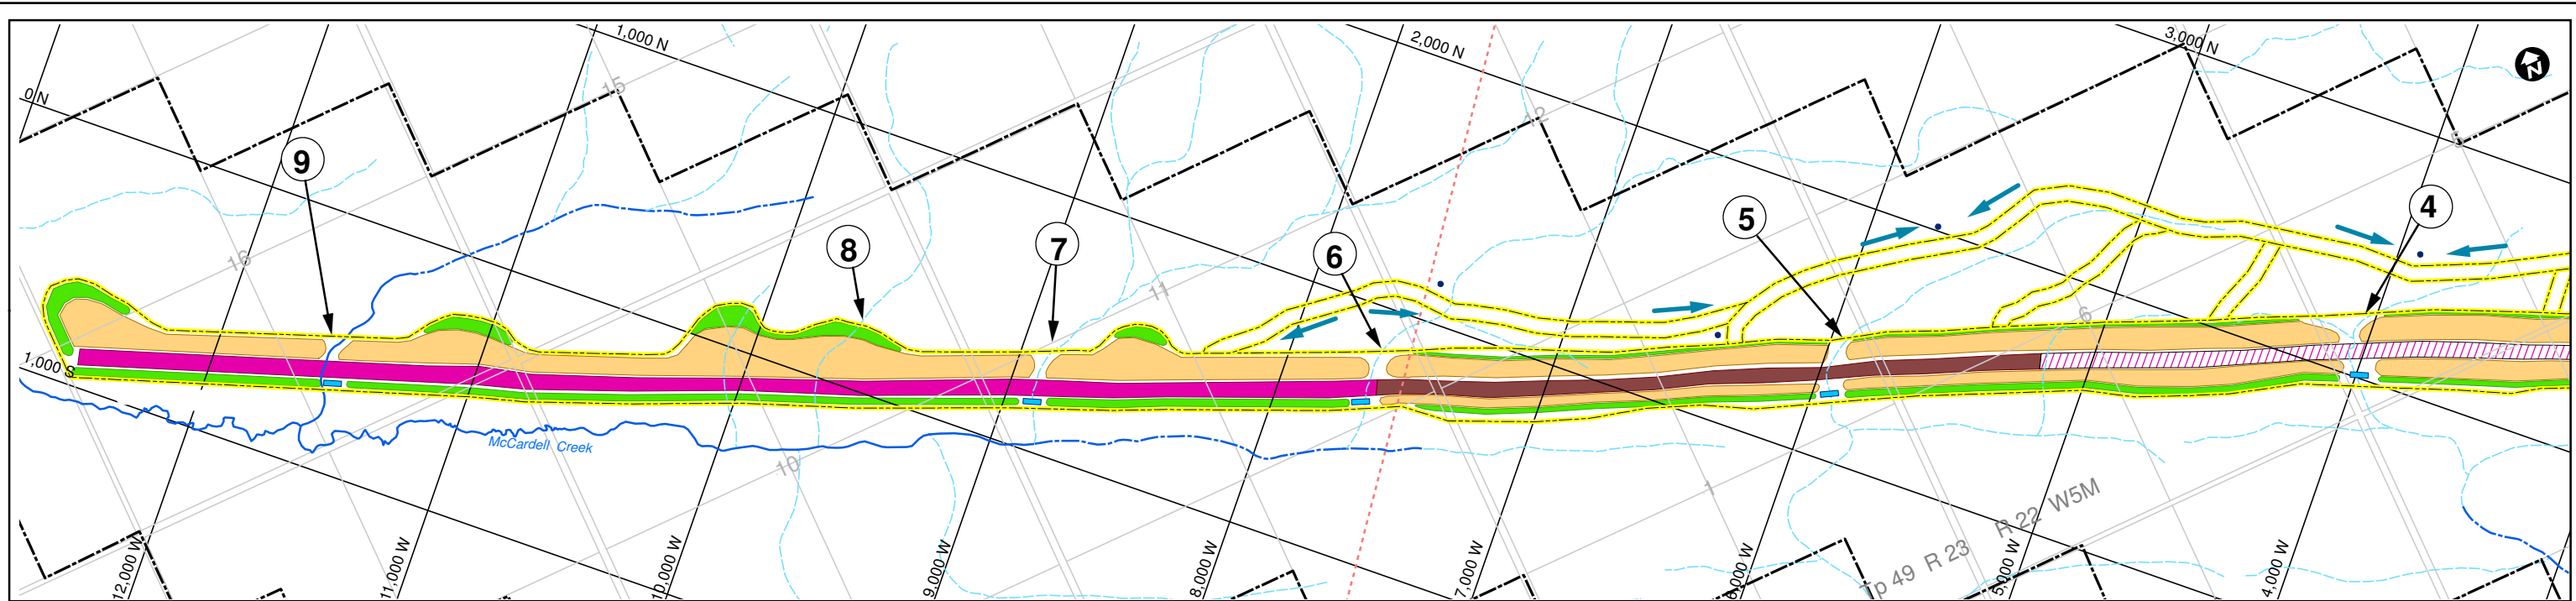 1,000 N
2,000 N
3,000 N
N
0 N
15
12
5
9
4
5
8
7
6
16
11
6
1,000 S
McCardell Creek
10
1
R 22 W5M
Tp 49 R 23
12,000 W
11,000 W
10,000 W
9,000 W
8,000 W
7,000 W
6,000 W
5,000 W
4,000 W